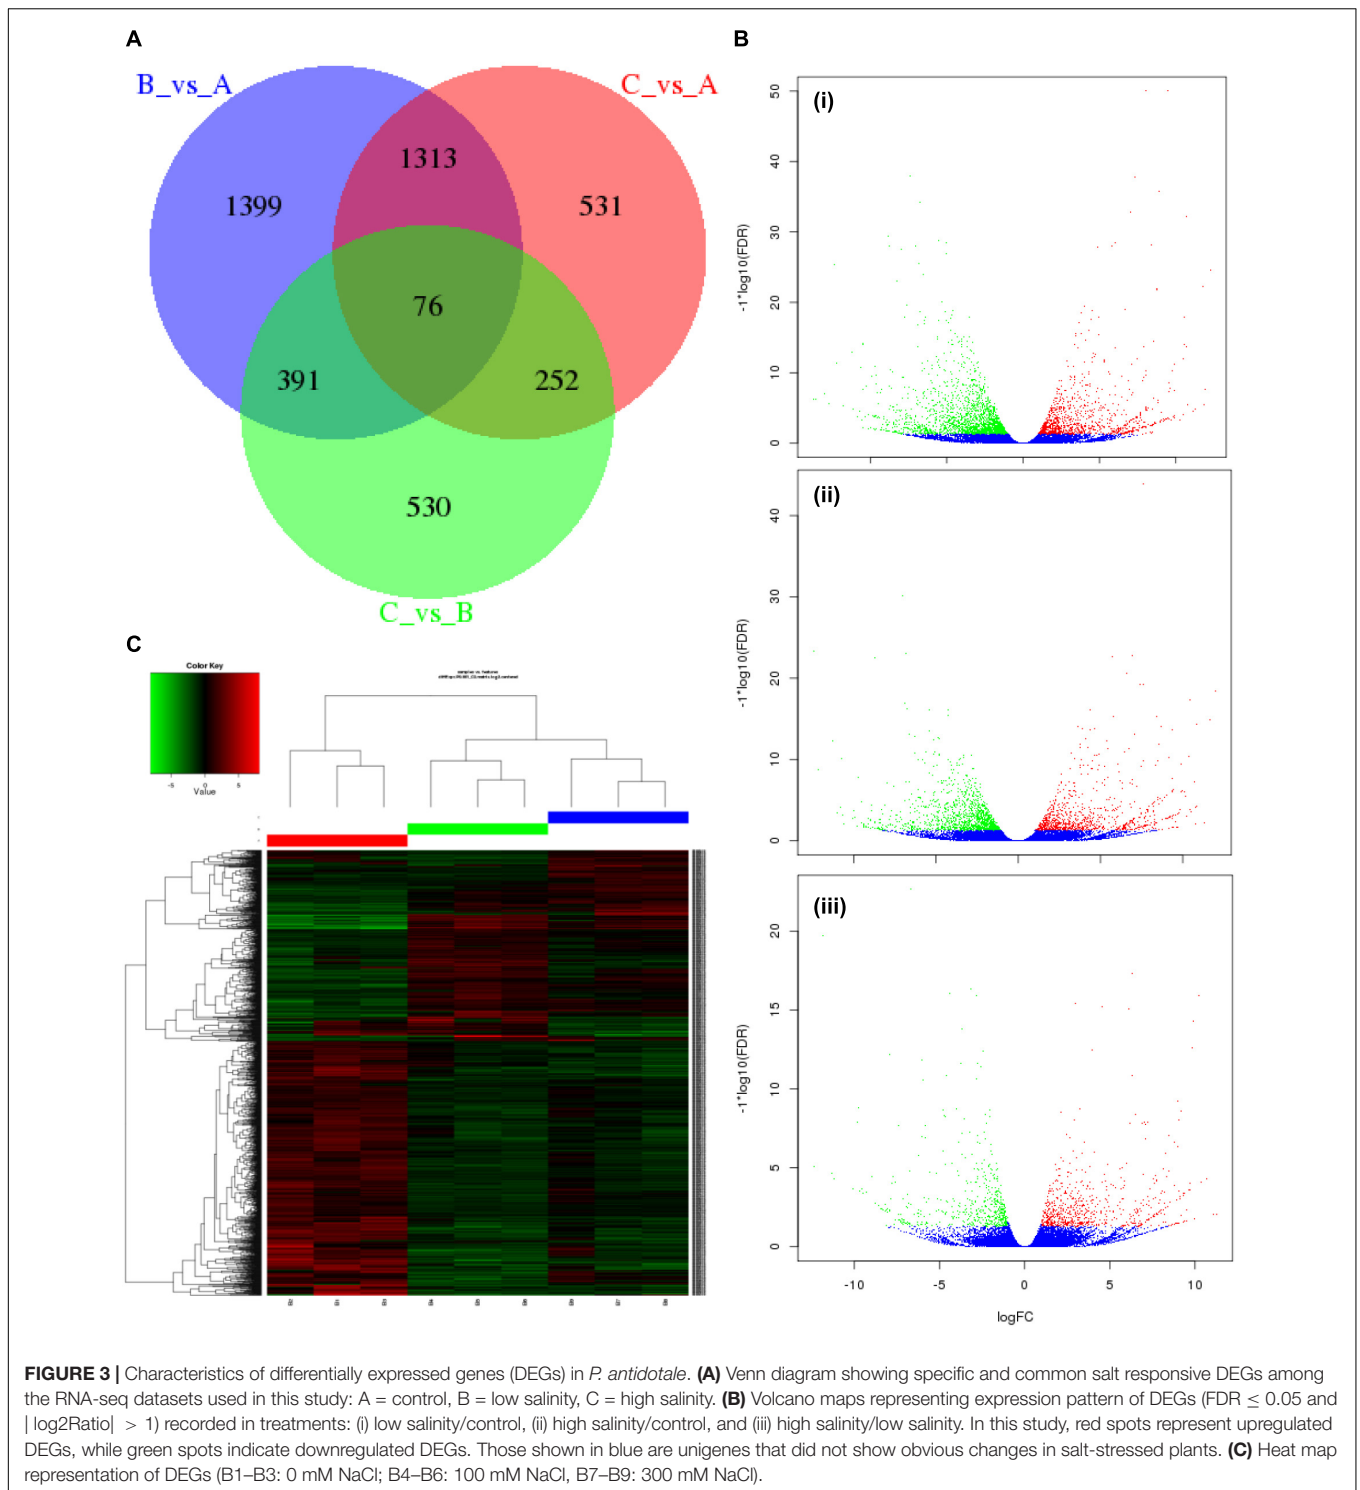 A
B_vs_A
C_vs_A
1313
1399
531
76
391
252
530
C_vs_B
B
(i)
50
40
30
20
10
0
-1*log10(FDR)
(ii)
40
30
20
10
0
-1*log10(FDR)
(iii)
20
15
10
5
0
-1*log10(FDR)
-10 -5 0 5 10
logFC
C
Color Key
-5 0 5
Value
FIGURE 3 | Characteristics of differentially expressed genes (DEGs) in P. antidotale. (A) Venn diagram showing specific and common salt responsive DEGs among
the RNA-seq datasets used in this study: A = control, B = low salinity, C = high salinity. (B) Volcano maps representing expression pattern of DEGs (FDR ≤ 0.05 and
| log2Ratio| > 1) recorded in treatments: (i) low salinity/control, (ii) high salinity/control, and (iii) high salinity/low salinity. In this study, red spots represent upregulated
DEGs, while green spots indicate downregulated DEGs. Those shown in blue are unigenes that did not show obvious changes in salt-stressed plants. (C) Heat map
representation of DEGs (B1–B3: 0 mM NaCl; B4–B6: 100 mM NaCl, B7–B9: 300 mM NaCl).